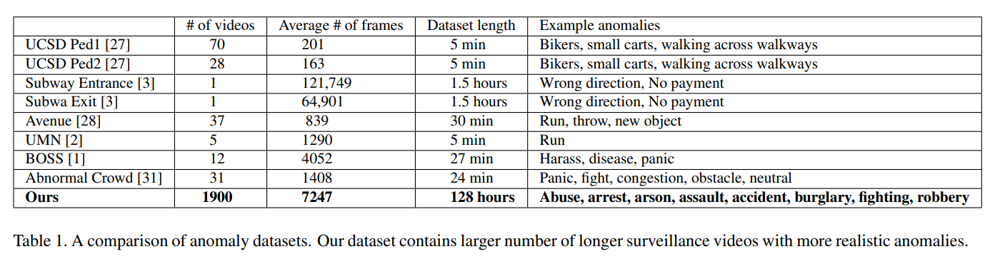 # of videos Average # of frames Dataset length Example anomalies
UCSD Ped1 [27] 70 201 5 min Bikers, small carts, walking across walkways
UCSD Ped2 [27] 28 163 5 min Bikers, small carts, walking across walkways
Subway Entrance [3] 1 121,749 1.5 hours Wrong direction, No payment
Subwa Exit [3] 1 64,901 1.5 hours Wrong direction, No payment
Avenue [28] 37 839 30 min Run, throw, new object
UMN [2] 5 1290 5 min Run
BOSS [1] 12 4052 27 min Harass, disease, panic
Abnormal Crowd [31] 31 1408 24 min Panic, fight, congestion, obstacle, neutral
Ours 1900 7247 128 hours Abuse, arrest, arson, assault, accident, burglary, fighting, robbery
Table 1. A comparison of anomaly datasets. Our dataset contains larger number of longer surveillance videos with more realistic anomalies.